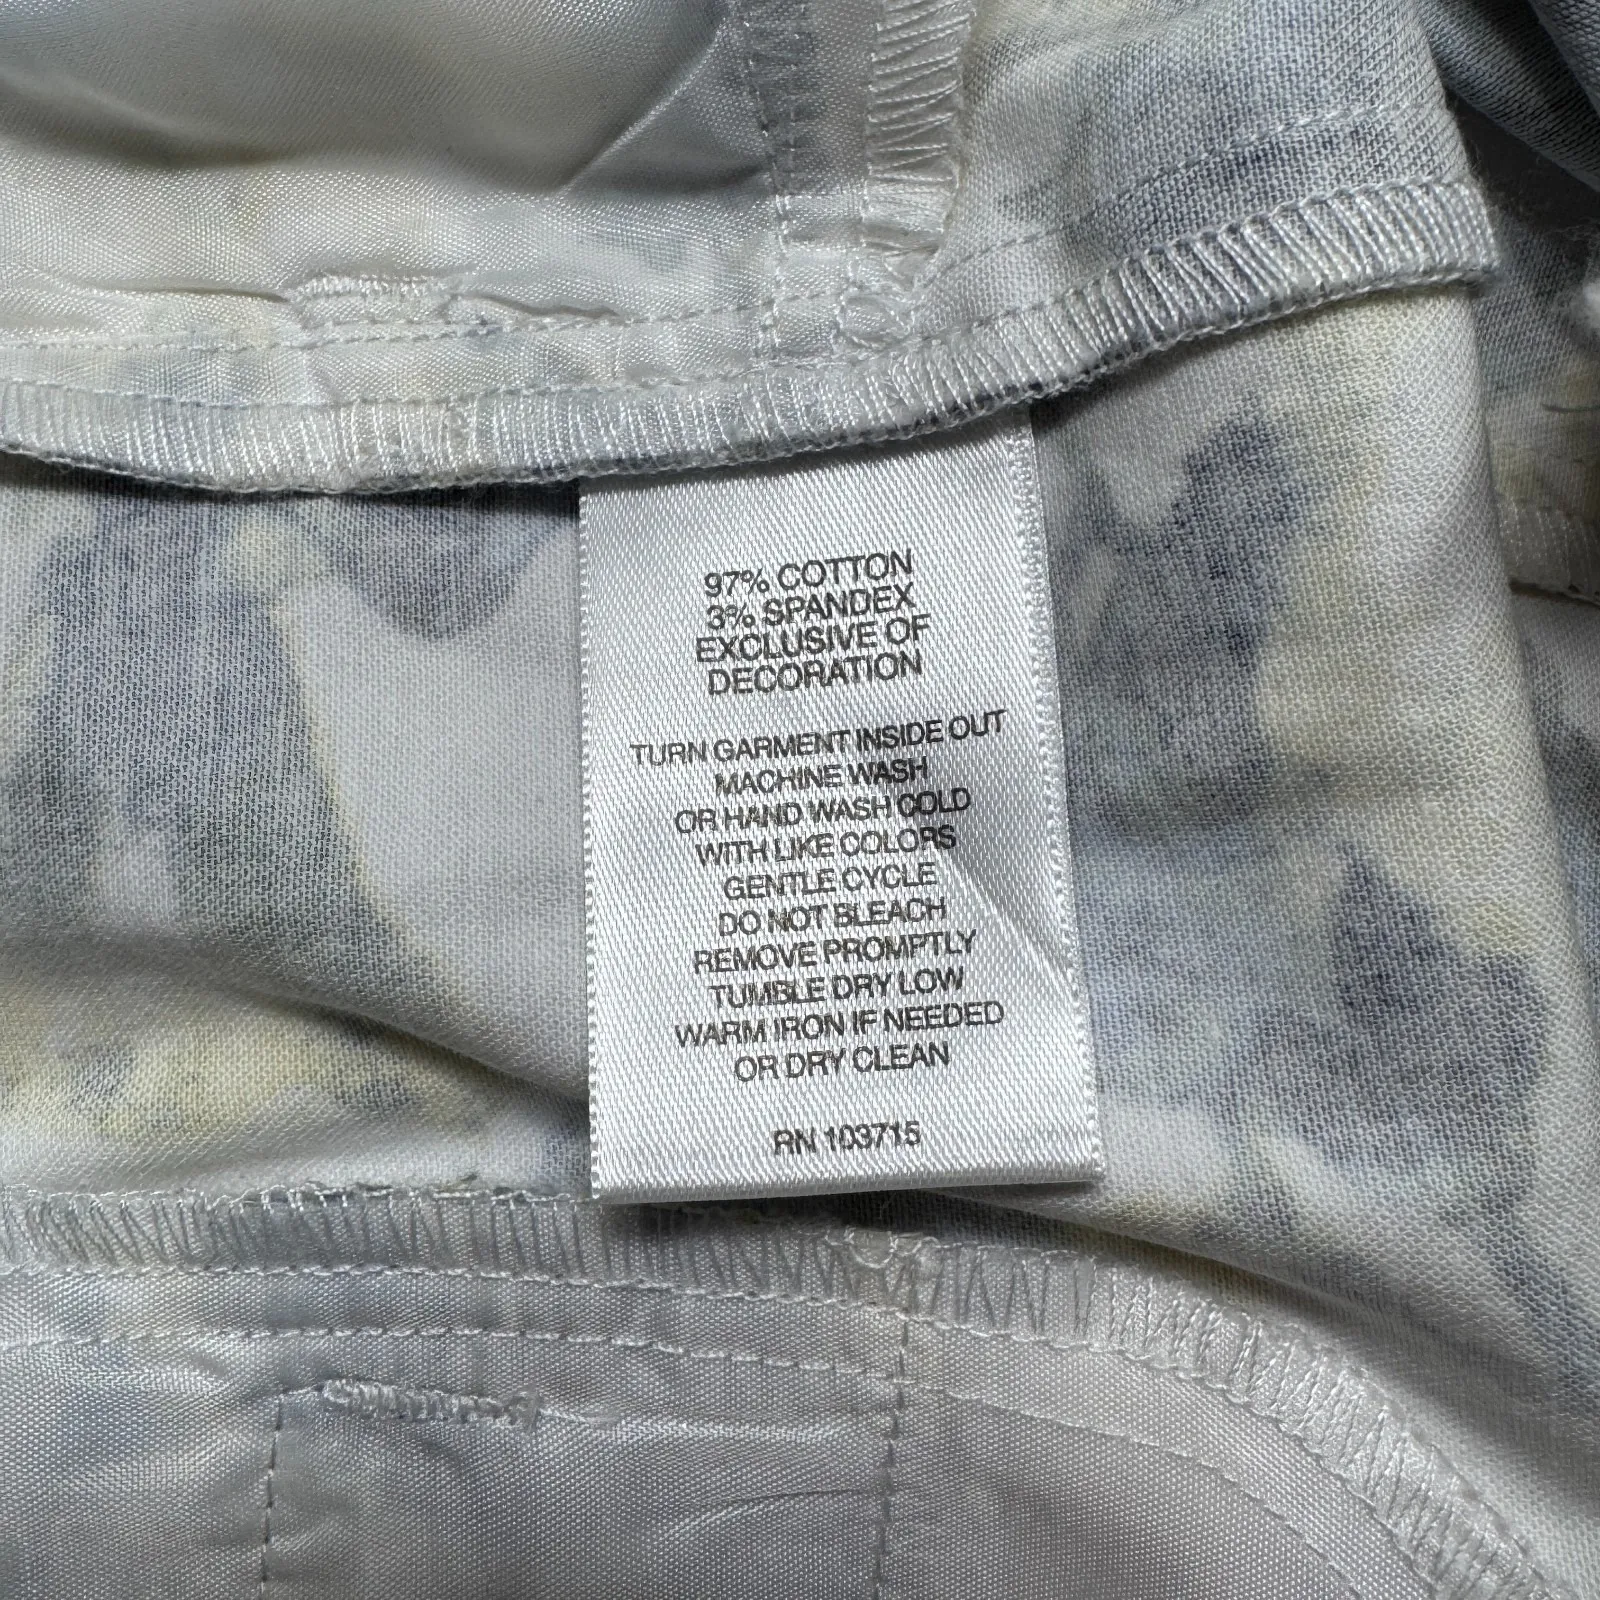 97% COTTON
3% SPANDEX
EXCLUSIVE OF
DECORATION
TURN GARMENT INSIDE OUT
MACHINE WASH
OR HAND WASH COLD
WITH LIKE COLORS
GENTLE CYCLE
DO NOT BLEACH
REMOVE PROMPTLY
TUMBLE DRY LOW
WARM IRON IF NEEDED
OR DRY CLEAN
RN 103715